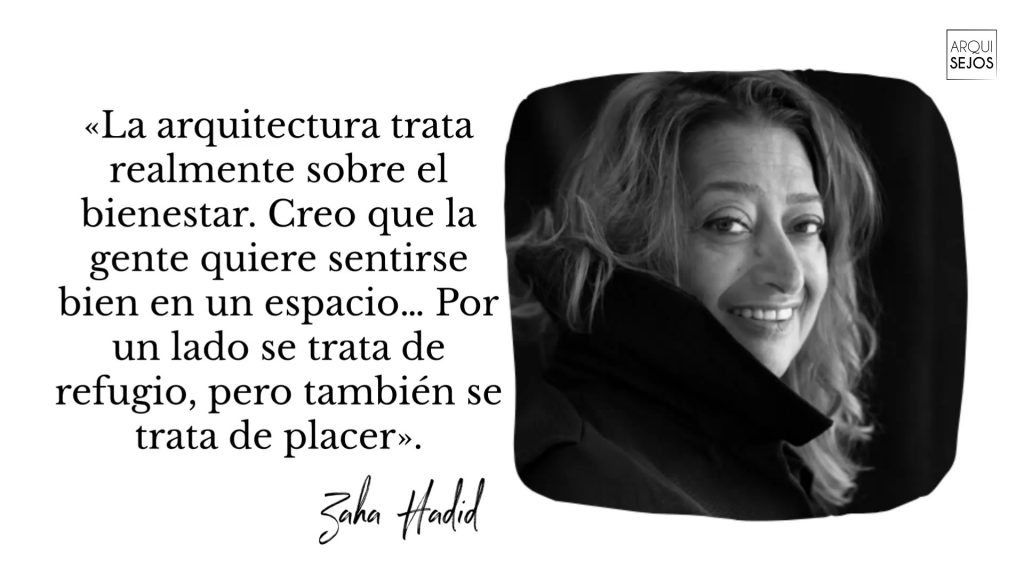 ARQUI
SEJOS
«La arquitectura trata
realmente sobre el
bienestar. Creo que la
gente quiere sentirse
bien en un espacio... Por
un lado se trata de
refugio, pero también se
trata de placer».
Zaha Hadid